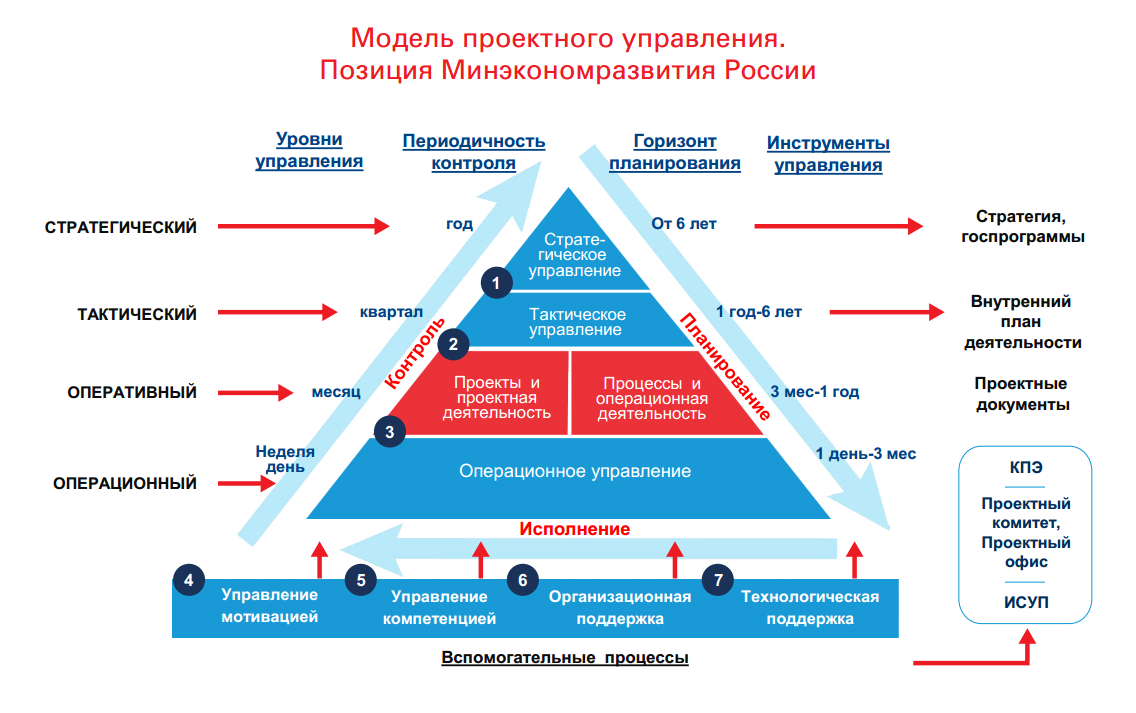 Модель проектного управления.
Позиция Минэкономразвития России
Уровни
управления
Периодичность
контроля
Горизонт
планирования
Инструменты
управления
СТРАТЕГИЧЕСКИЙ
год
Страте-
гическое
управление
От 6 лет
Стратегия,
госпрограммы
1
ТАКТИЧЕСКИЙ
квартал
Тактическое
управление
1 год-6 лет
Внутренний
план
деятельности
2
Контроль
Планирование
ОПЕРАТИВНЫЙ
месяц
Проекты и
проектная
деятельность
Процессы и
операционная
деятельность
3 мес-1 год
Проектные
документы
3
ОПЕРАЦИОННЫЙ
Неделя
день
Операционное управление
1 день-3 мес
КПЭ
Проектный
комитет,
Проектный
офис
ИСУП
Исполнение
4
Управление
мотивацией
5
Управление
компетенцией
6
Организационная
поддержка
7
Технологическая
поддержка
Вспомогательные процессы